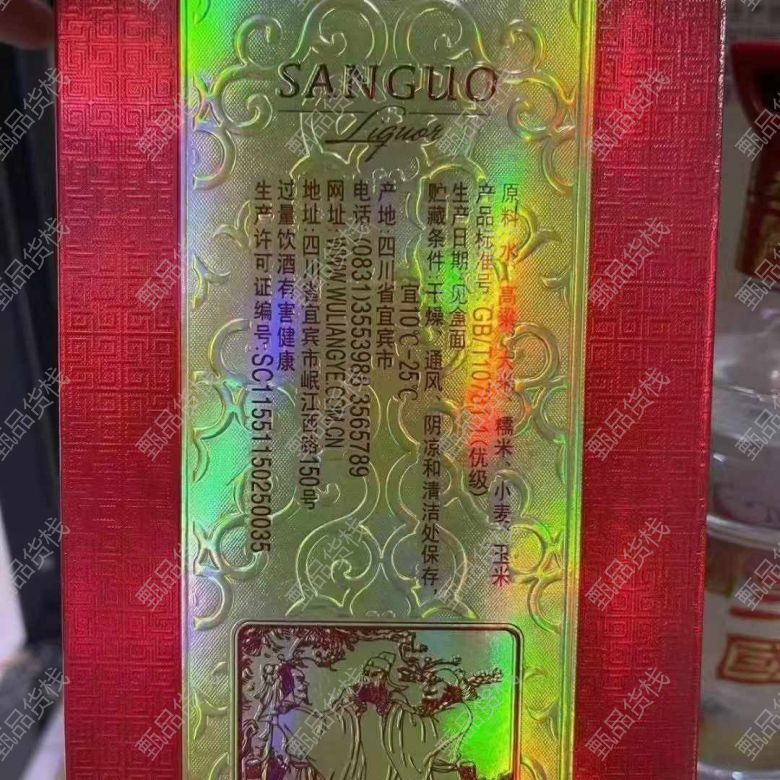 SANGUO
Liquor
原料:水、高粱、大米、糯米、小麦、玉米
产品标准号:GB/T10781.1(优级)
生产日期:见盒面
贮藏条件:干燥、通风、阴凉和清洁处保存,
宜10℃-25℃
产地:四川省宜宾市
电话:(0831)3553988 3565789
网址:WWW.WULIANGYE.COM.CN
地址:四川省宜宾市岷江西路150号
过量饮酒有害健康
生产许可证编号:SC11551150250035
甄品货栈